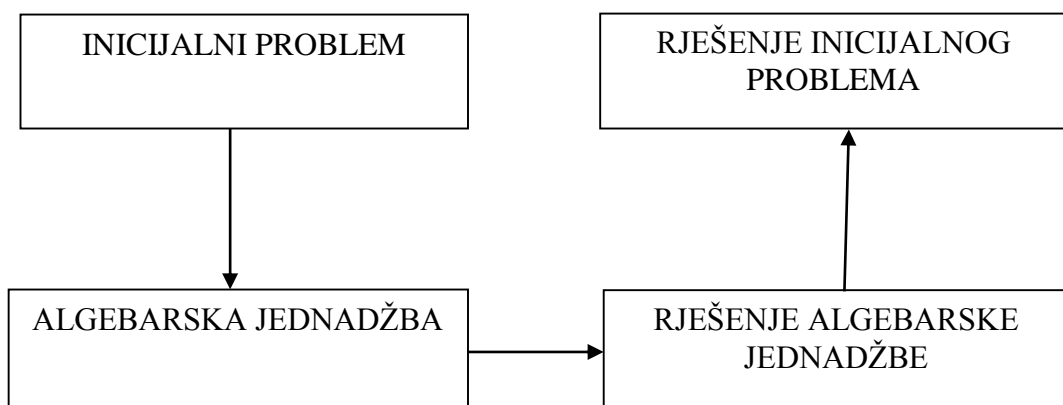 INICIJALNI PROBLEM
RJEŠENJE INICIJALNOG
PROBLEMA
ALGEBARSKA JEDNADŽBA
RJEŠENJE ALGEBARSKE
JEDNADŽBE